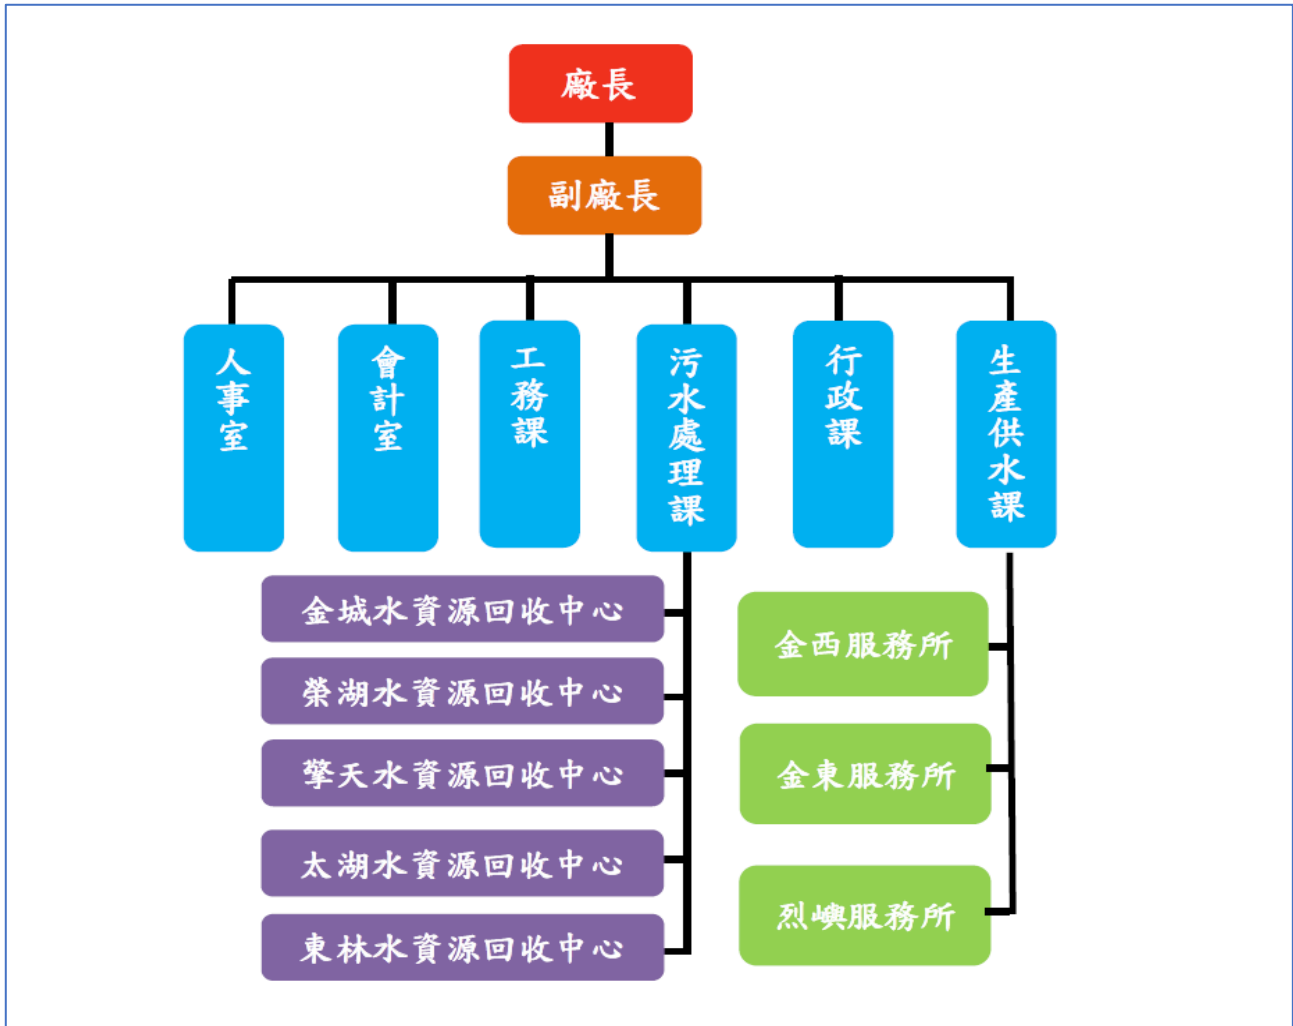 廠長
副廠長
人事室
會計室
工務課
污水處理課
行政課
生產供水課
金城水資源回收中心
榮湖水資源回收中心
擎天水資源回收中心
太湖水資源回收中心
東林水資源回收中心
金西服務所
金東服務所
烈嶼服務所